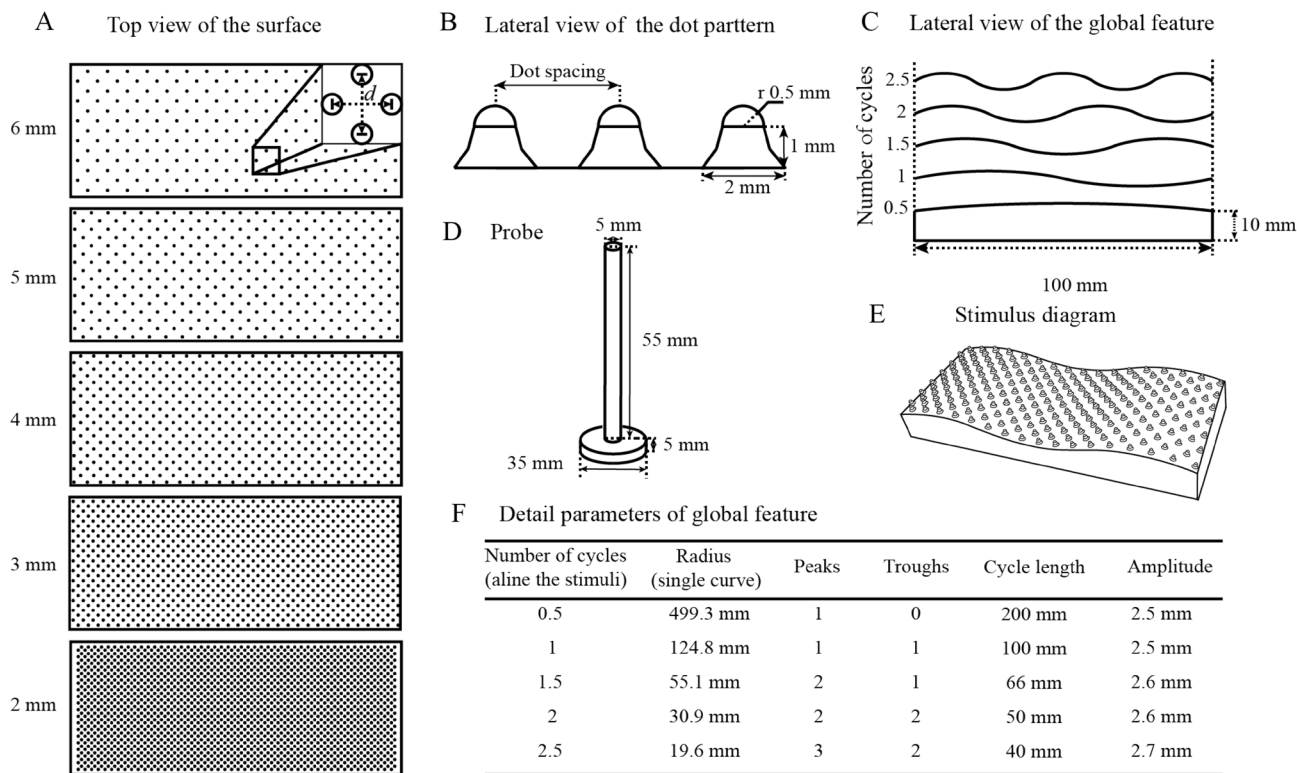 A Top view of the surface
d
6 mm
5 mm
4 mm
3 mm
2 mm
B Lateral view of the dot parttern
Dot spacing
r 0.5 mm
1 mm
2 mm
C Lateral view of the global feature
Number of cycles
2.5
2
1.5
1
0.5
10 mm
100 mm
D Probe
5 mm
55 mm
5 mm
35 mm
E Stimulus diagram
F Detail parameters of global feature
Number of cycles Radius Peaks Troughs Cycle length Amplitude
(aline the stimuli) (single curve)
0.5 499.3 mm 1 0 200 mm 2.5 mm
1 124.8 mm 1 1 100 mm 2.5 mm
1.5 55.1 mm 2 1 66 mm 2.6 mm
2 30.9 mm 2 2 50 mm 2.6 mm
2.5 19.6 mm 3 2 40 mm 2.7 mm